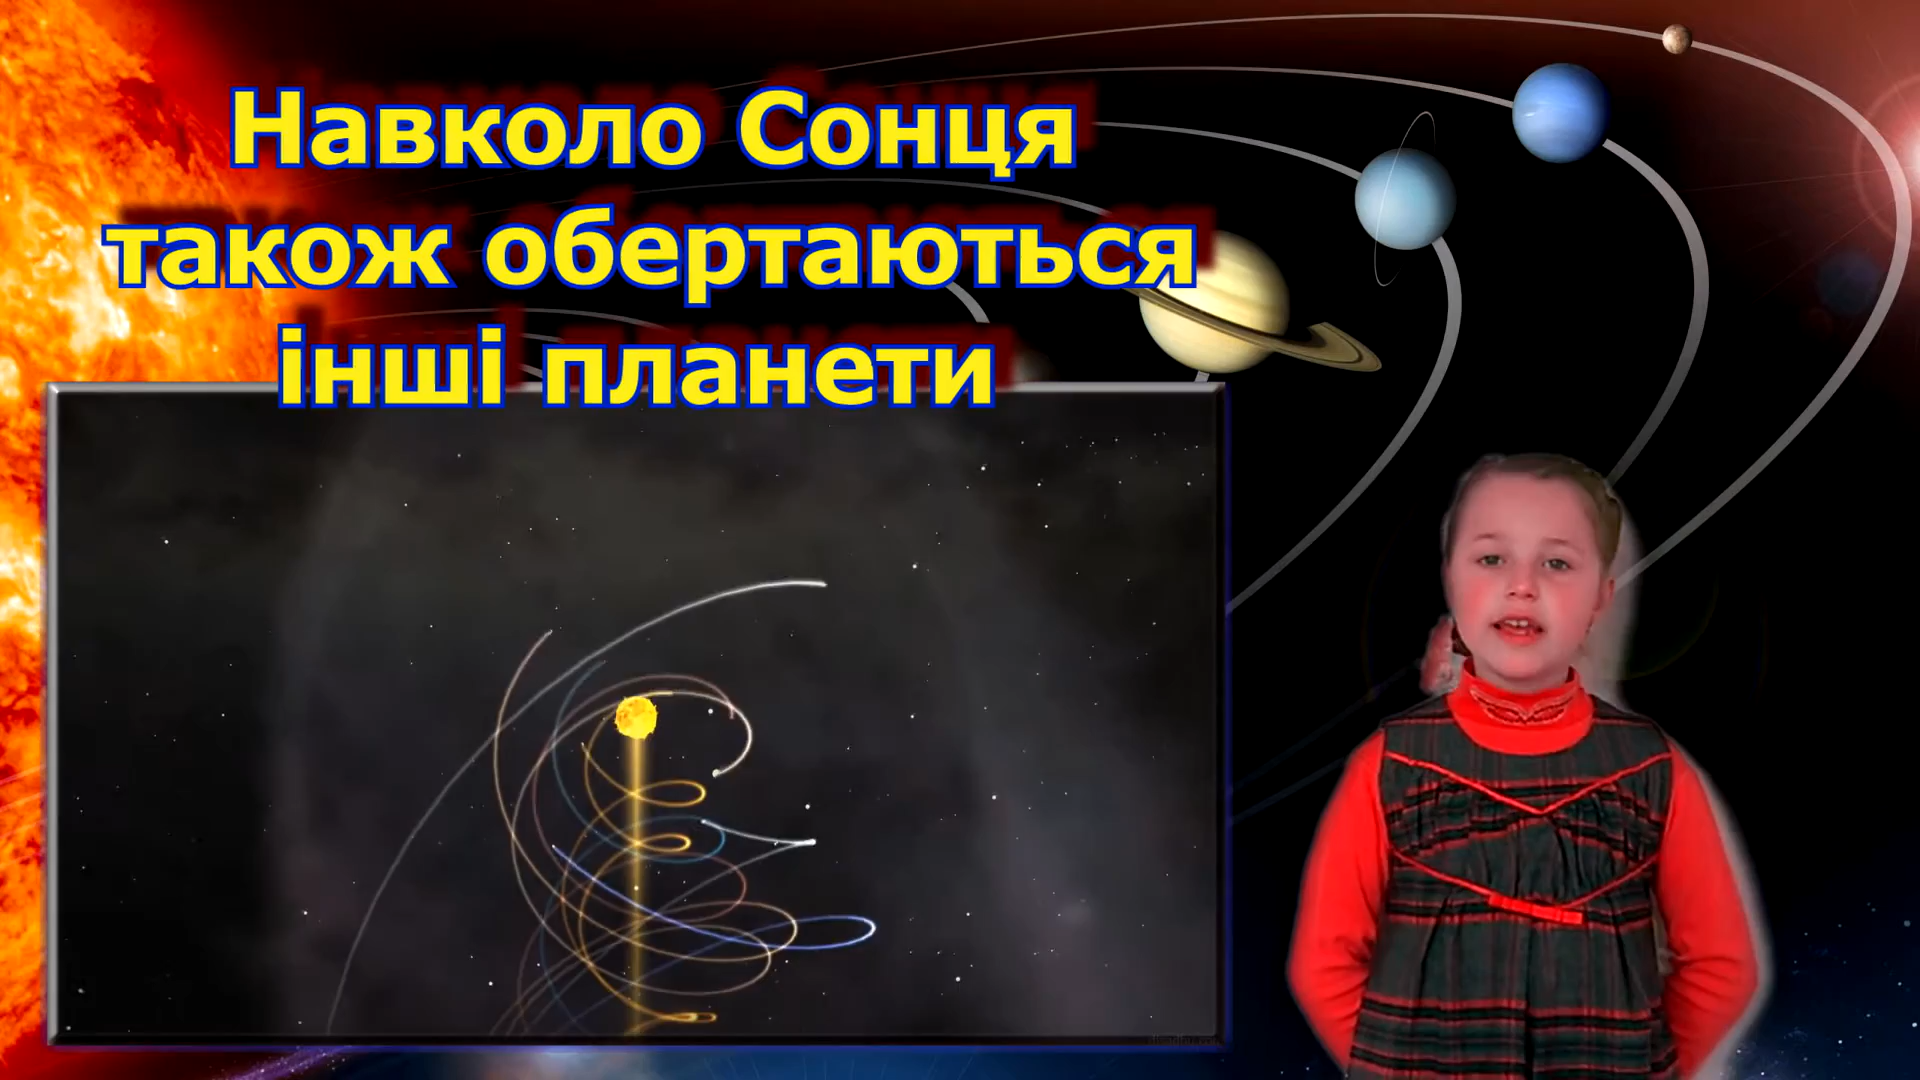 Навколо Сонця
також обертаються
інші планети